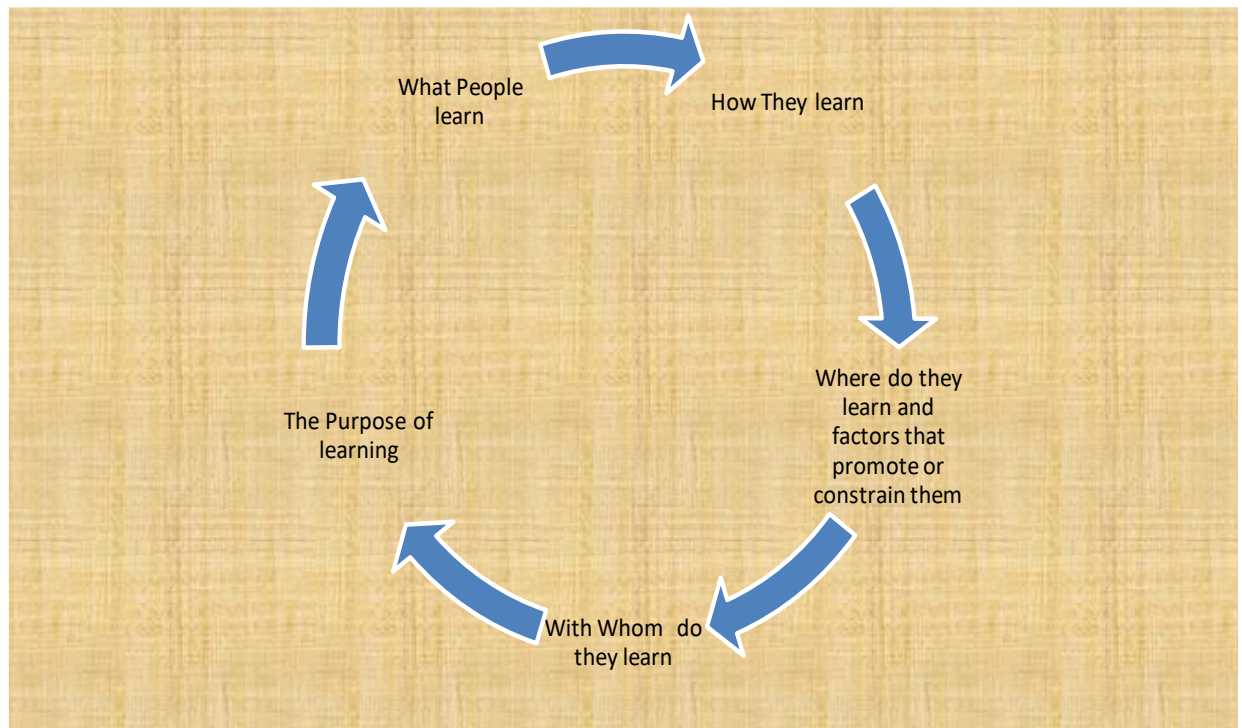 What People
learn
How They learn
Where do they
learn and
factors that
promote or
constrain them
With Whom do
they learn
The Purpose of
learning